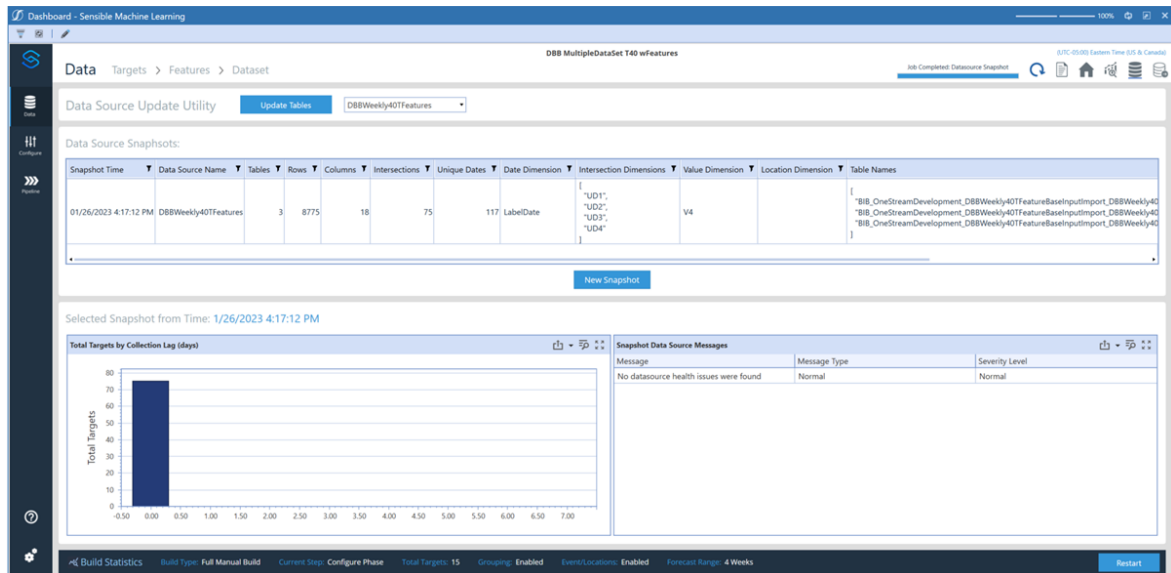 Dashboard - Sensible Machine Learning
100%
DBB MultipleDataSet T40 wFeatures
(UTC-05:00) Eastern Time (US & Canada)
Data Targets > Features > Dataset
Job Completed: Datasource Snapshot
Data
Configure
Pipeline
Data Source Update Utility Update Tables DBBWeekly40TFeatures
Data Source Snaphsots:
Snapshot Time Data Source Name Tables Rows Columns Intersections Unique Dates Date Dimension Intersection Dimensions Value Dimension Location Dimension Table Names
01/26/2023 4:17:12 PM DBBWeekly40TFeatures 3 8775 18 75 117 LabelDate
[
"UD1",
"UD2",
"UD3",
"UD4"
]
V4
[
"BIB_OneStreamDevelopment_DBBWeekly40TFeatureBaseInputImport_DBBWeekly40
"BIB_OneStreamDevelopment_DBBWeekly40TFeatureBaseInputImport_DBBWeekly40
"BIB_OneStreamDevelopment_DBBWeekly40TFeatureBaseInputImport_DBBWeekly40
]
New Snapshot
Selected Snapshot from Time: 1/26/2023 4:17:12 PM
Total Targets by Collection Lag (days)
Total Targets
80
70
60
50
40
30
20
10
0
-0.50 0.00 0.50 1.00 1.50 2.00 2.50 3.00 3.50 4.00 4.50 5.00 5.50 6.00 6.50 7.00
Snapshot Data Source Messages
Message Message Type Severity Level
No datasource health issues were found Normal Normal
Build Statistics Build Type: Full Manual Build Current Step: Configure Phase Total Targets: 15 Grouping: Enabled Event/Locations: Enabled Forecast Range: 4 Weeks Restart